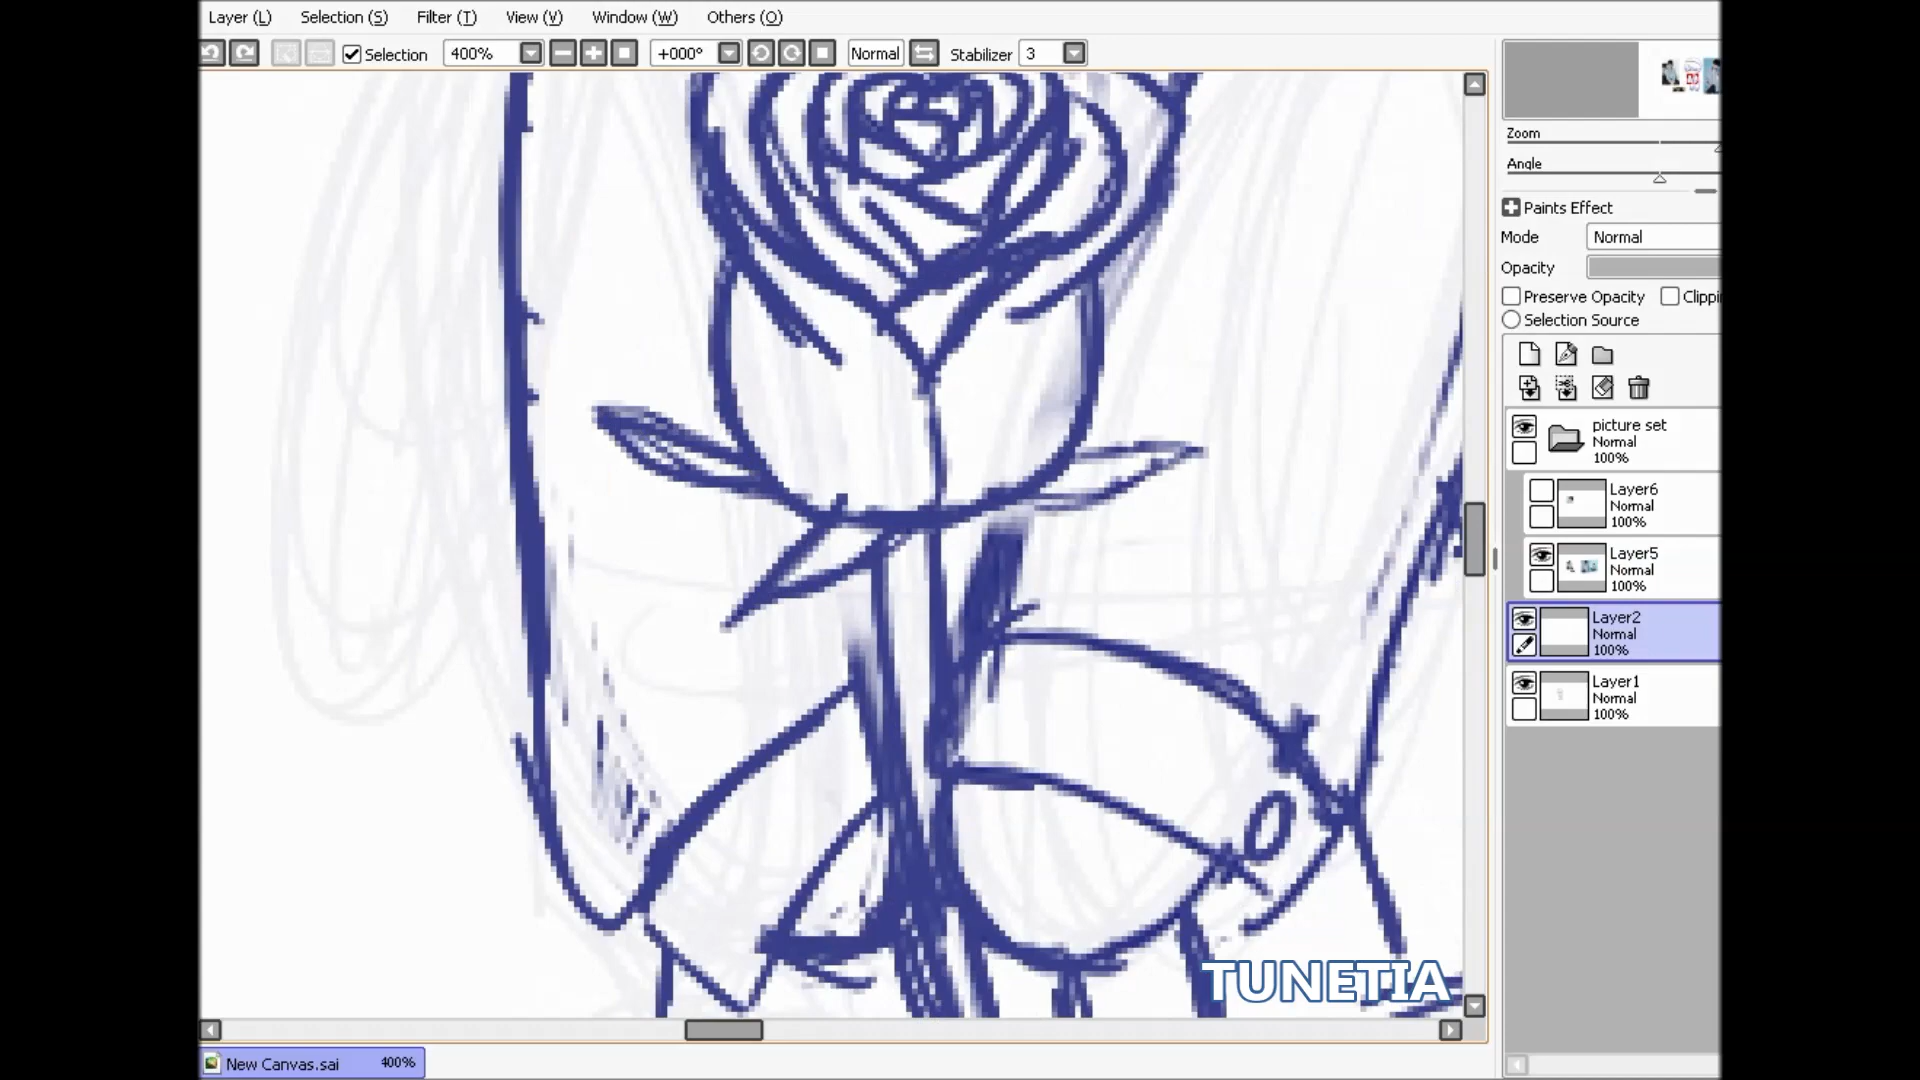 Layer (L) Selection (S) Filter (T) View (V) Window (W) Others (O)
Selection 400% +000° Normal Stabilizer 3
Zoom
Angle
Paints Effect
Mode Normal
Opacity
Preserve Opacity Clippi
Selection Source
picture set
Normal
100%
Layer6
Normal
100%
Layer5
Normal
100%
Layer2
Normal
100%
Layer1
Normal
100%
TUNETIA
New Canvas.sai 400%